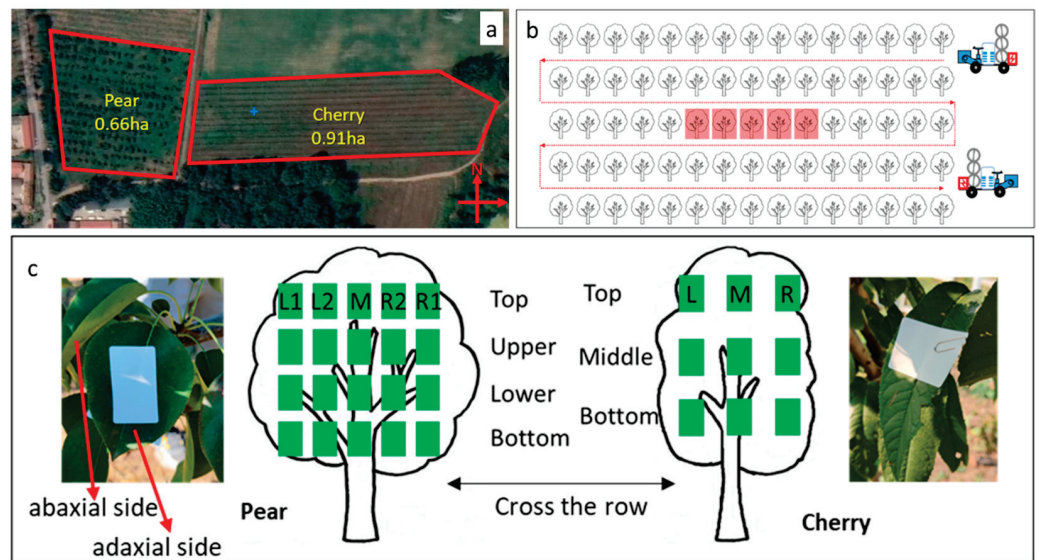 a
Pear
0.66ha
Cherry
0.91ha
N
b
c
L1 L2 M R2 R1
Top
Upper
Lower
Bottom
Top
Middle
Bottom
L M R
abaxial side
adaxial side
Pear
Cross the row
Cherry